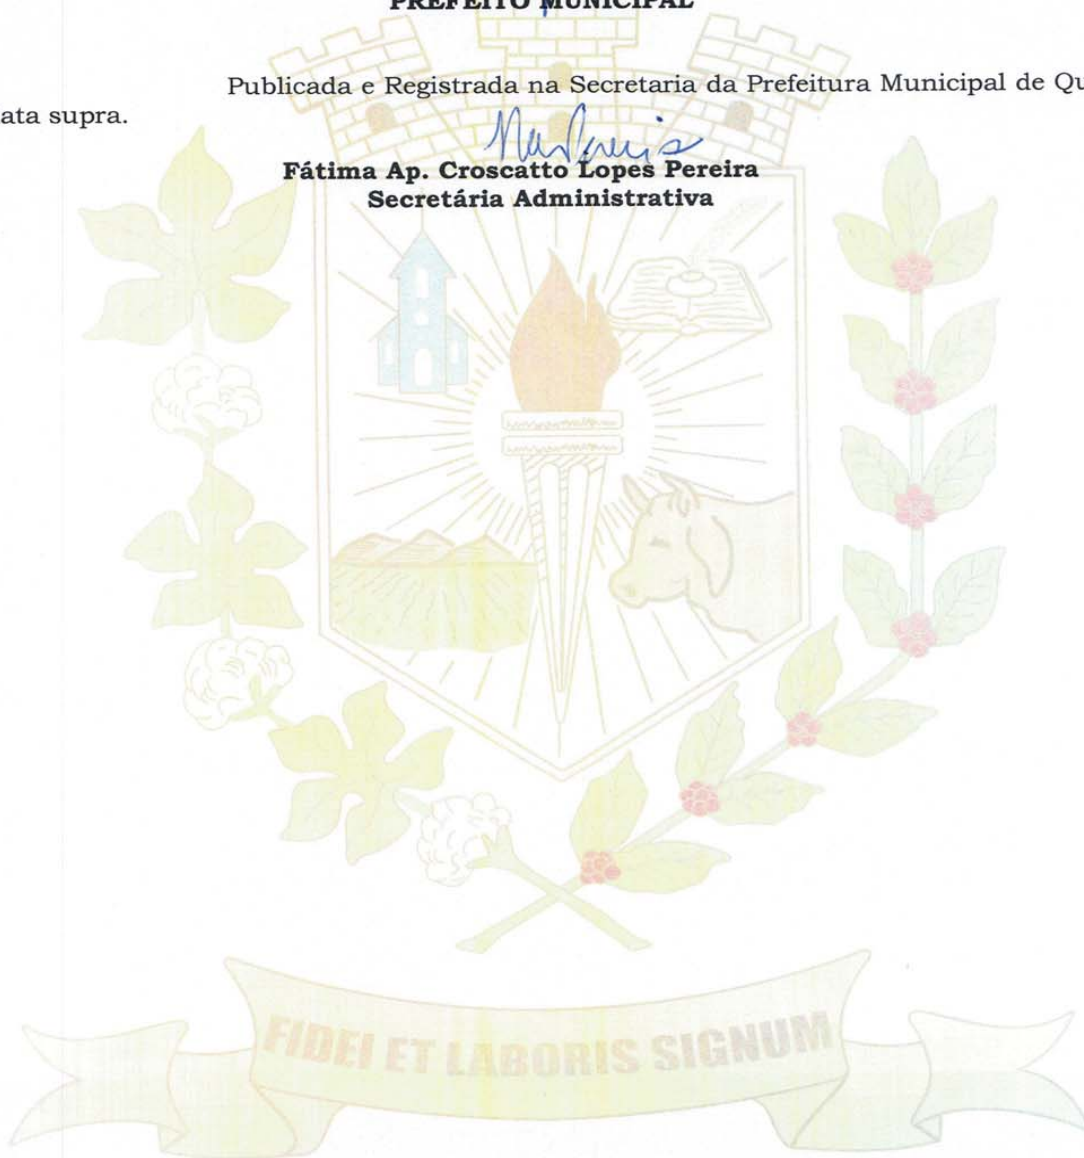 PREFEITO MUNICIPAL
Publicada e Registrada na Secretaria da Prefeitura Municipal de Qu
ata supra.
Fátima Ap. Croscatto Lopes Pereira
Secretária Administrativa
FIDEI ET LABORIS SIGNUM